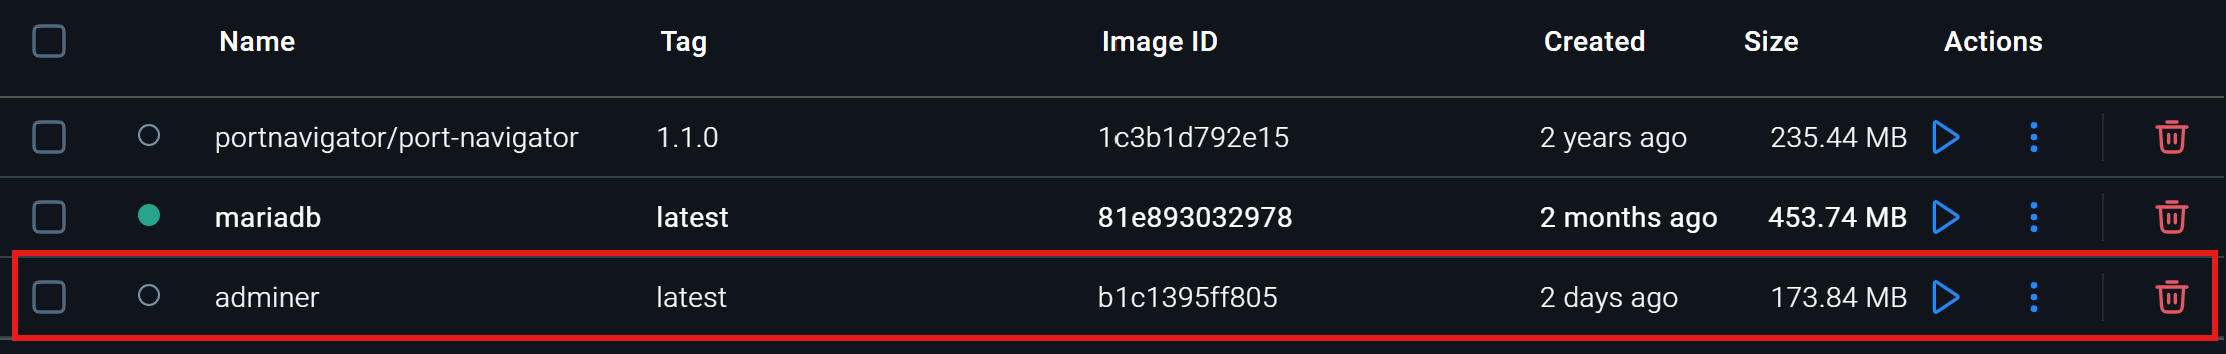 Name Tag Image ID Created Size Actions
portnavigator/port-navigator 1.1.0 1c3b1d792e15 2 years ago 235.44 MB
mariadb latest 81e893032978 2 months ago 453.74 MB
adminer latest b1c1395ff805 2 days ago 173.84 MB